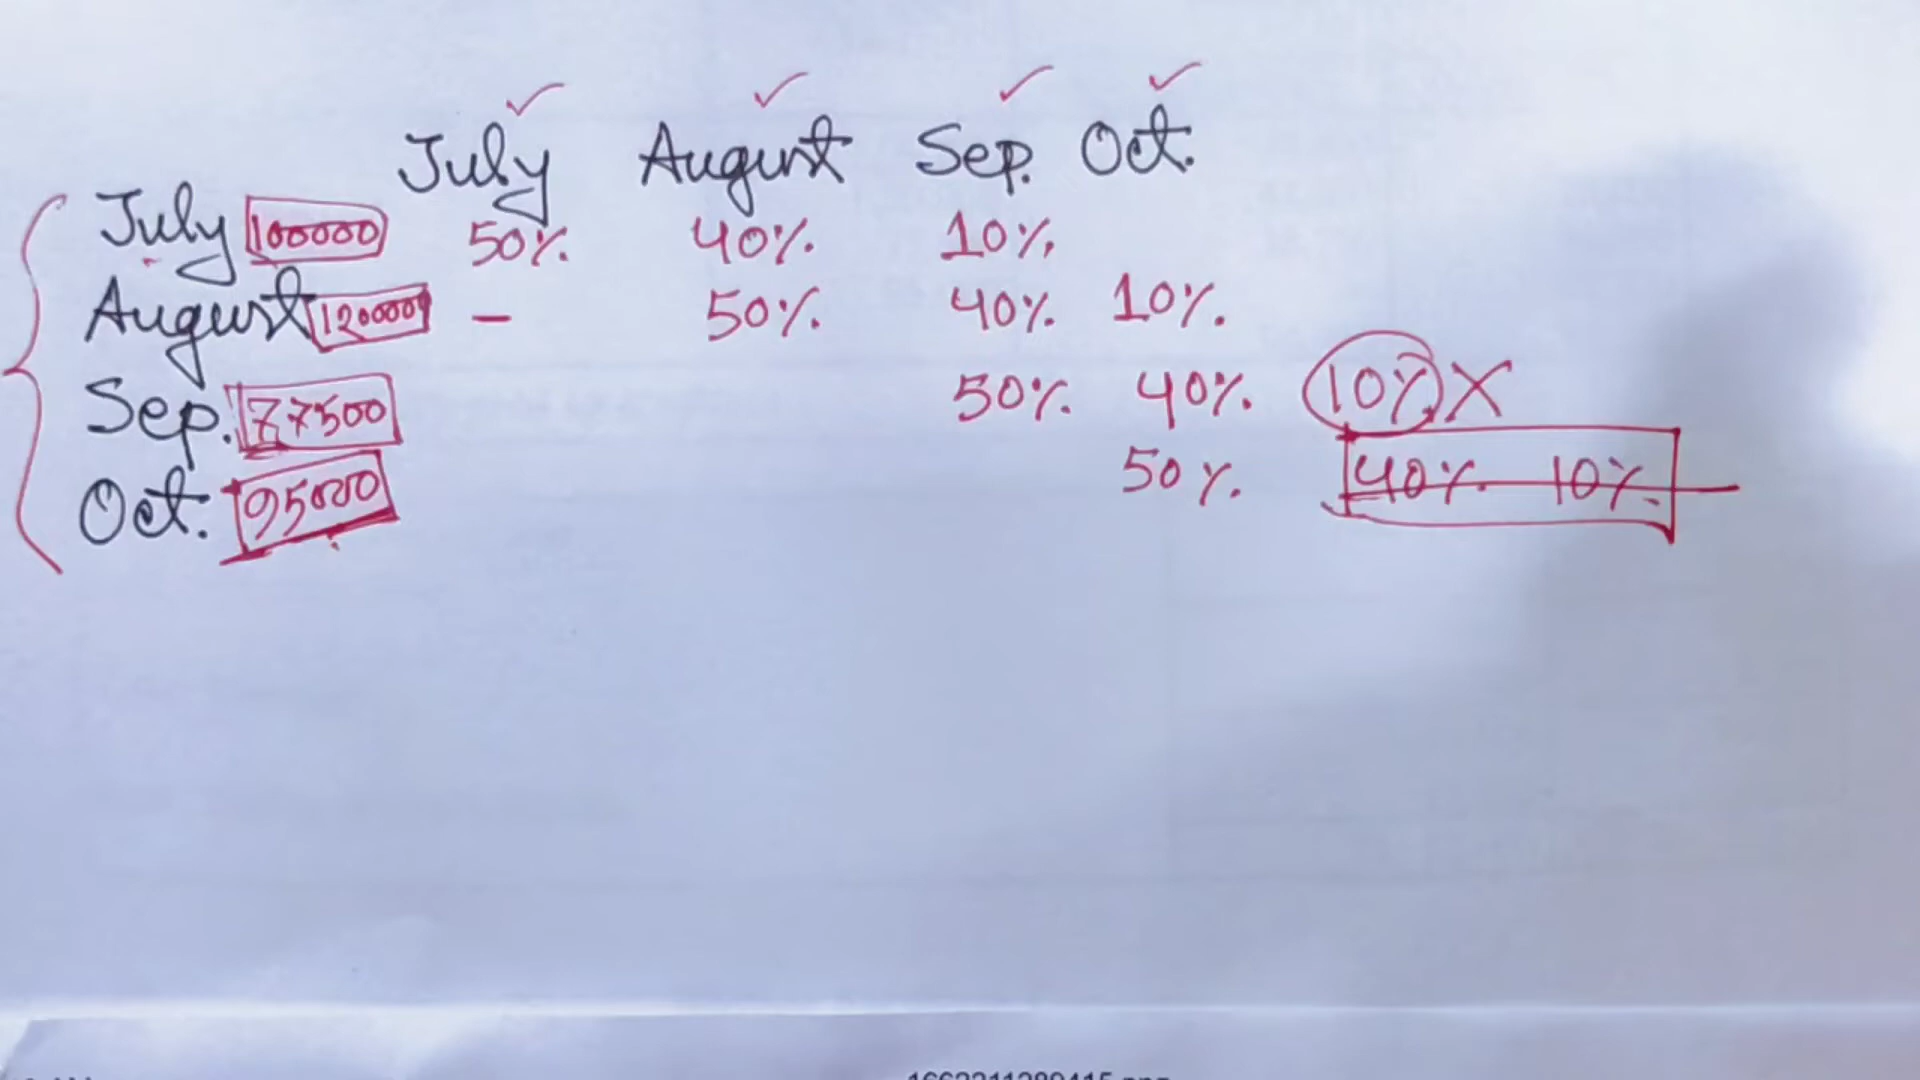 July August Sep. Oct.
July 100000 50% 40% 10%
August 120000 - 50% 40% 10%
Sep. 77500 50% 40% 10% X
Oct. 95000 50% 40% 10%